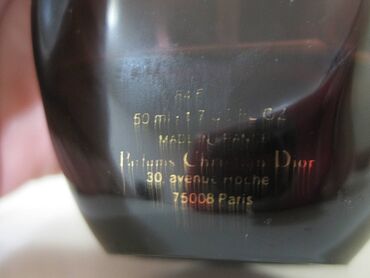 50 ml
MADE IN FRANCE
Parfums Christian Dior
30, avenue Hoche
75008 Paris